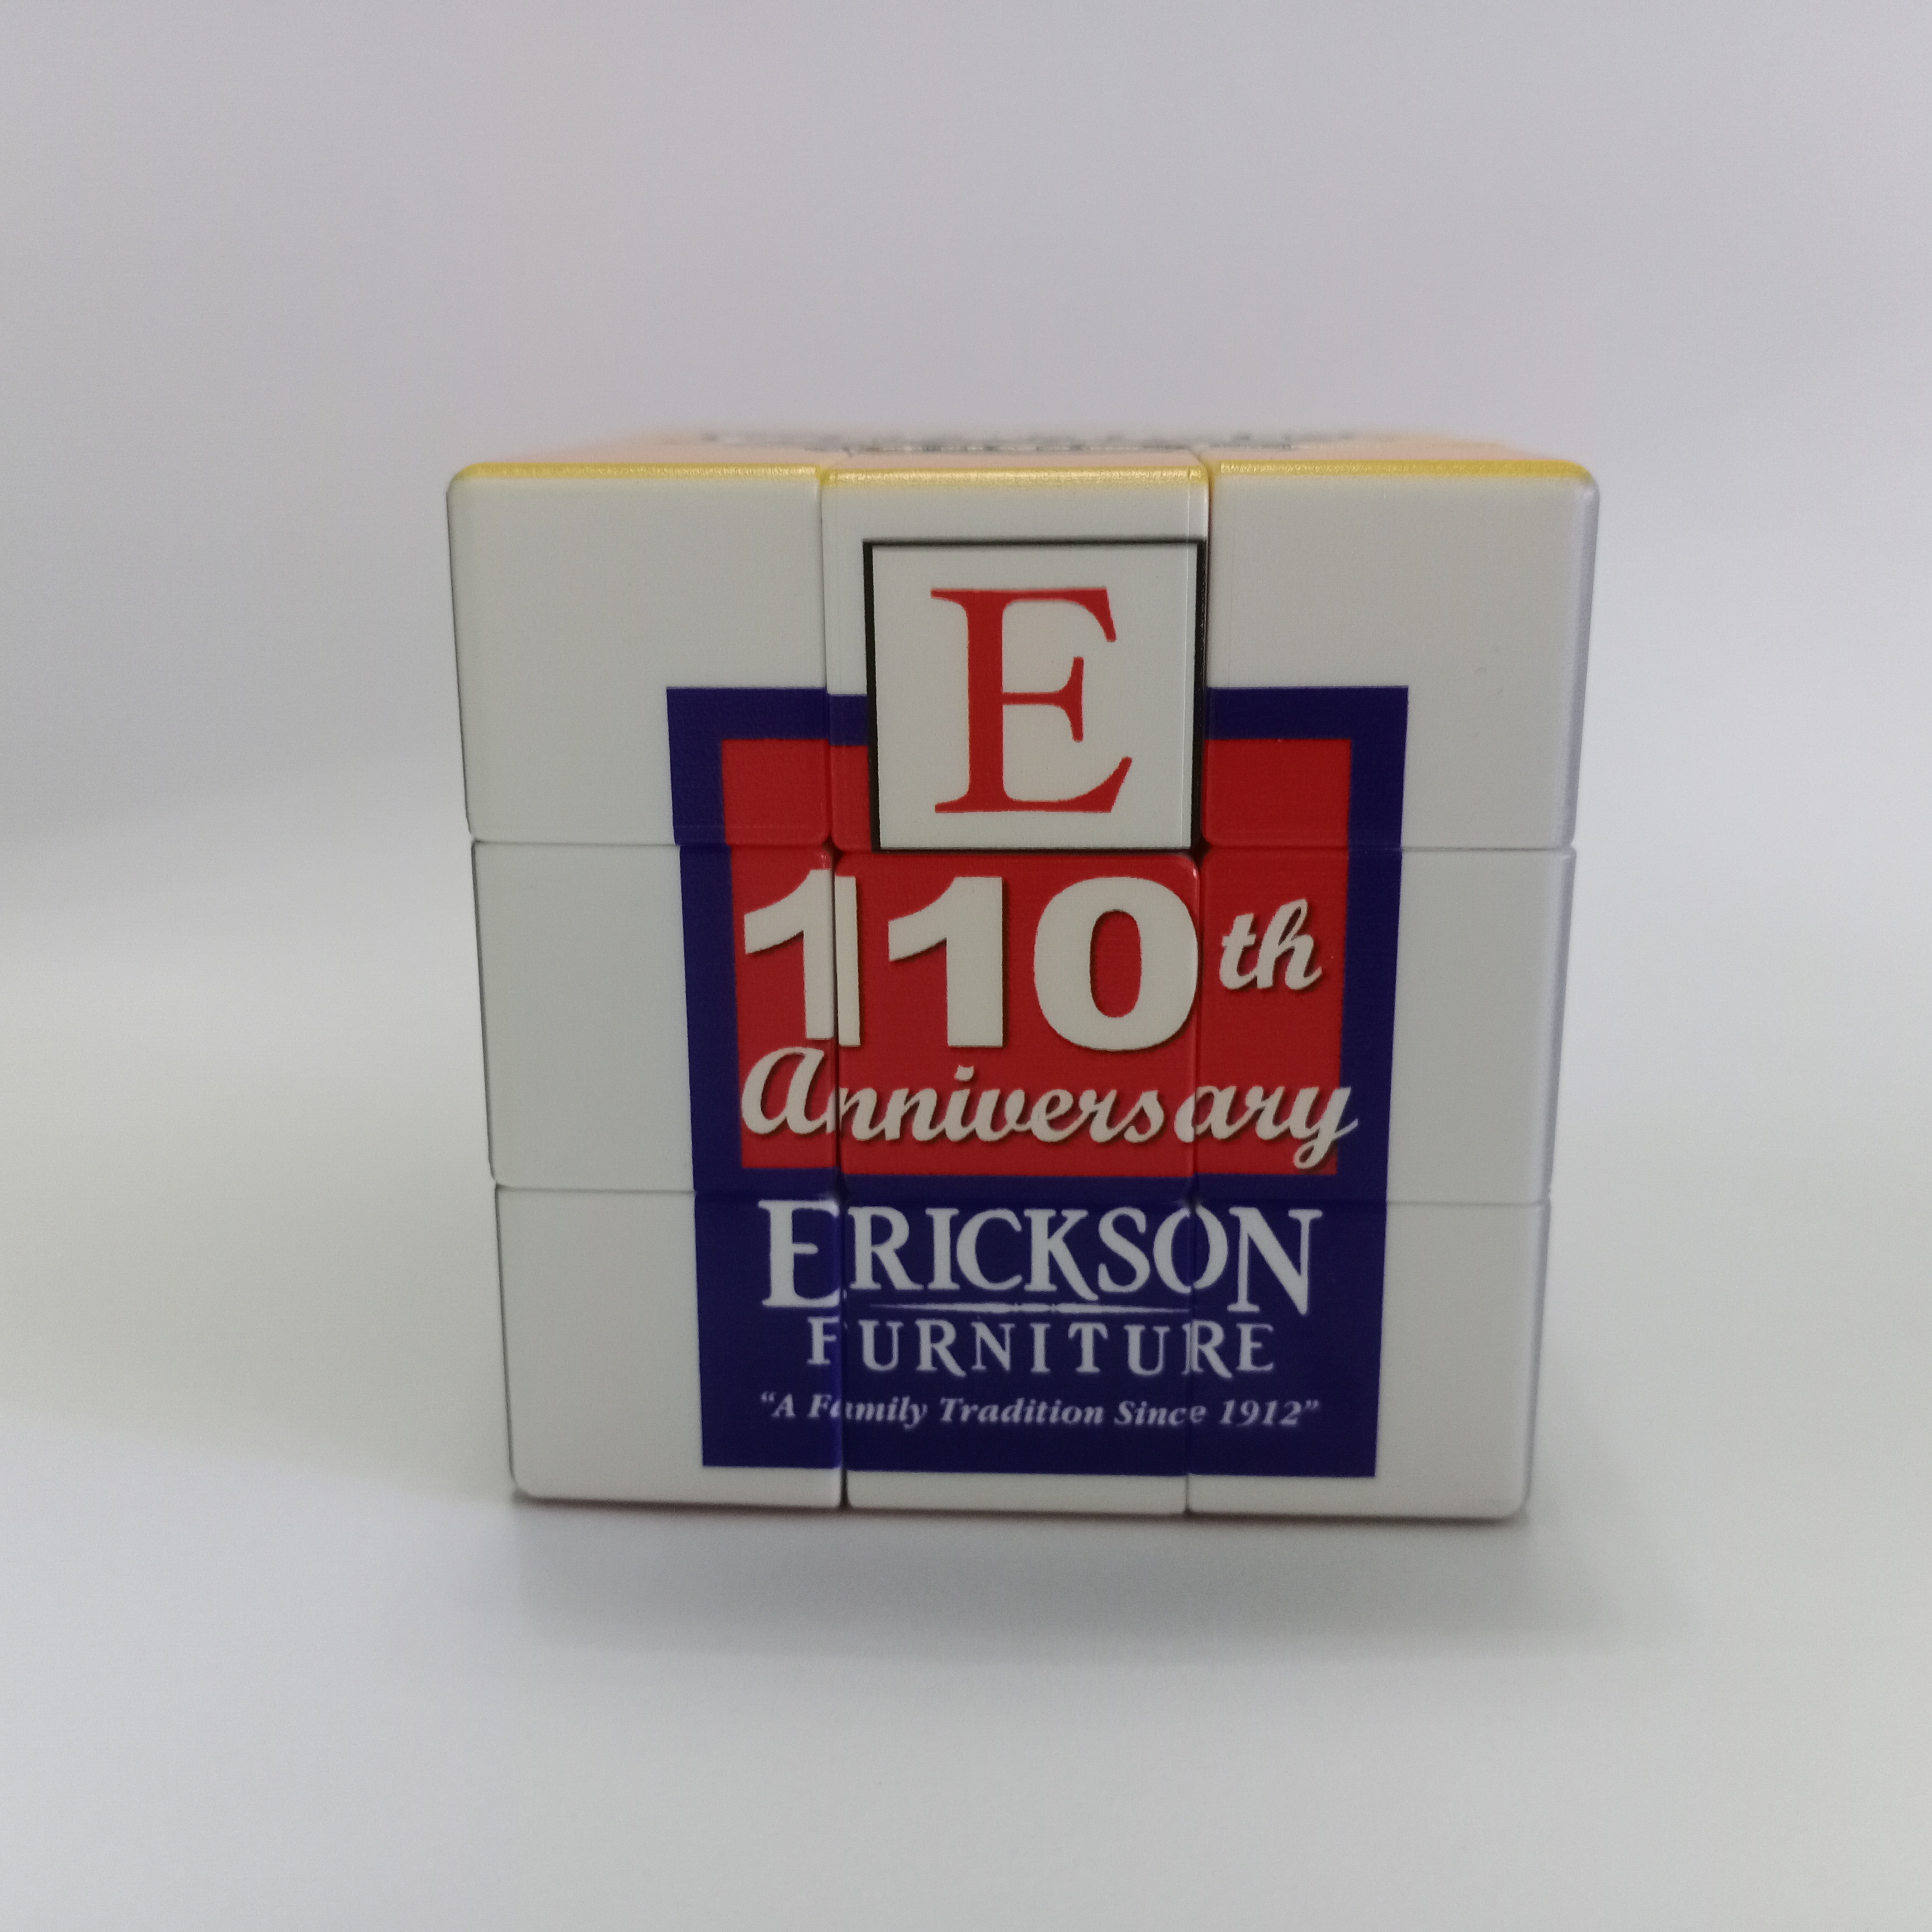 E
110th
Anniversary
ERICKSON
FURNITURE
“A Family Tradition Since 1912”